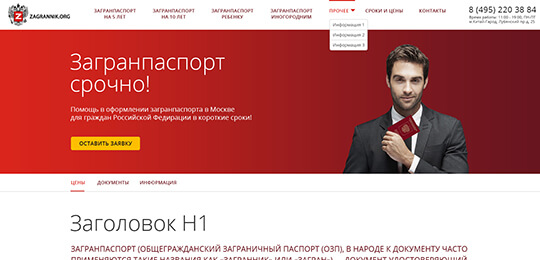 ZAGRANNIK.ORG
ЗАГРАНПАСПОРТ
НА 5 ЛЕТ
ЗАГРАНПАСПОРТ
НА 10 ЛЕТ
ЗАГРАНПАСПОРТ
РЕБЕНКУ
ЗАГРАНПАСПОРТ
ИНОГОРОДНИМ
ПРОЧЕЕ
СРОКИ И ЦЕНЫ
КОНТАКТЫ
8 (495) 220 38 84
Время работы: 11:00 - 19:00, ПН-ПТ
м.Китай-Город, Лубянский пр-д, 25
Информация 1
Информация 2
Информация 3
Загранпаспорт
срочно!
Помощь в оформлении загранпаспорта в Москве
для граждан Российской Федирации в короткие сроки!
ОСТАВИТЬ ЗАЯВКУ
ЦЕНЫ
ДОКУМЕНТЫ
ИНФОРМАЦИЯ
Заголовок H1
ЗАГРАНПАСПОРТ (ОБЩЕГРАЖДАНСКИЙ ЗАГРАНИЧНЫЙ ПАСПОРТ (ОЗП), В НАРОДЕ К ДОКУМЕНТУ ЧАСТО
ПРИМЕНЯЮТСЯ ТАКИЕ НАЗВАНИЯ КАК «ЗАГРАННИК» ИЛИ «ЗАГРАН») — ДОКУМЕНТ, УДОСТОВЕРЯЮЩИЙ